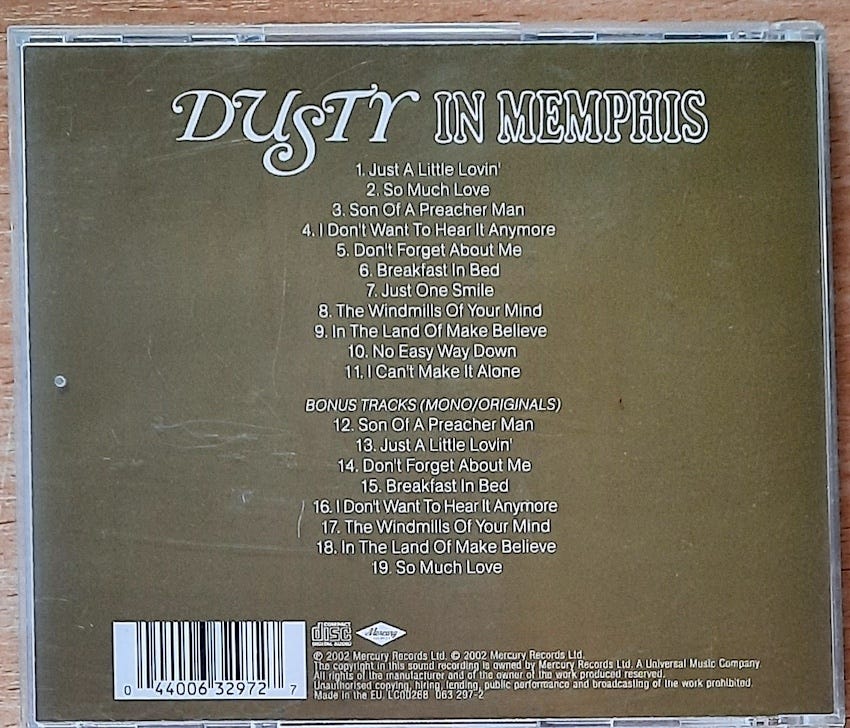 DUSTY IN MEMPHIS
1. Just A Little Lovin'
2. So Much Love
3. Son Of A Preacher Man
4. I Don't Want To Hear It Anymore
5. Don't Forget About Me
6. Breakfast In Bed
7. Just One Smile
8. The Windmills Of Your Mind
9. In The Land Of Make Believe
10. No Easy Way Down
11. I Can't Make It Alone
BONUS TRACKS (MONO/ORIGINALS)
12. Son Of A Preacher Man
13. Just A Little Lovin'
14. Don't Forget About Me
15. Breakfast In Bed
16. I Don't Want To Hear It Anymore
17. The Windmills Of Your Mind
18. In The Land Of Make Believe
19. So Much Love
0 44006 32972 7
COMPACT
disc
DIGITAL AUDIO
Mercury
℗ 2002 Mercury Records Ltd. © 2002 Mercury Records Ltd.
The copyright in this sound recording is owned by Mercury Records Ltd. A Universal Music Company.
All rights of the manufacturer and of the owner of the work produced reserved.
Unauthorised copying, hiring, lending, public performance and broadcasting of the work prohibited.
Made in the EU. LC00268 063 297-2